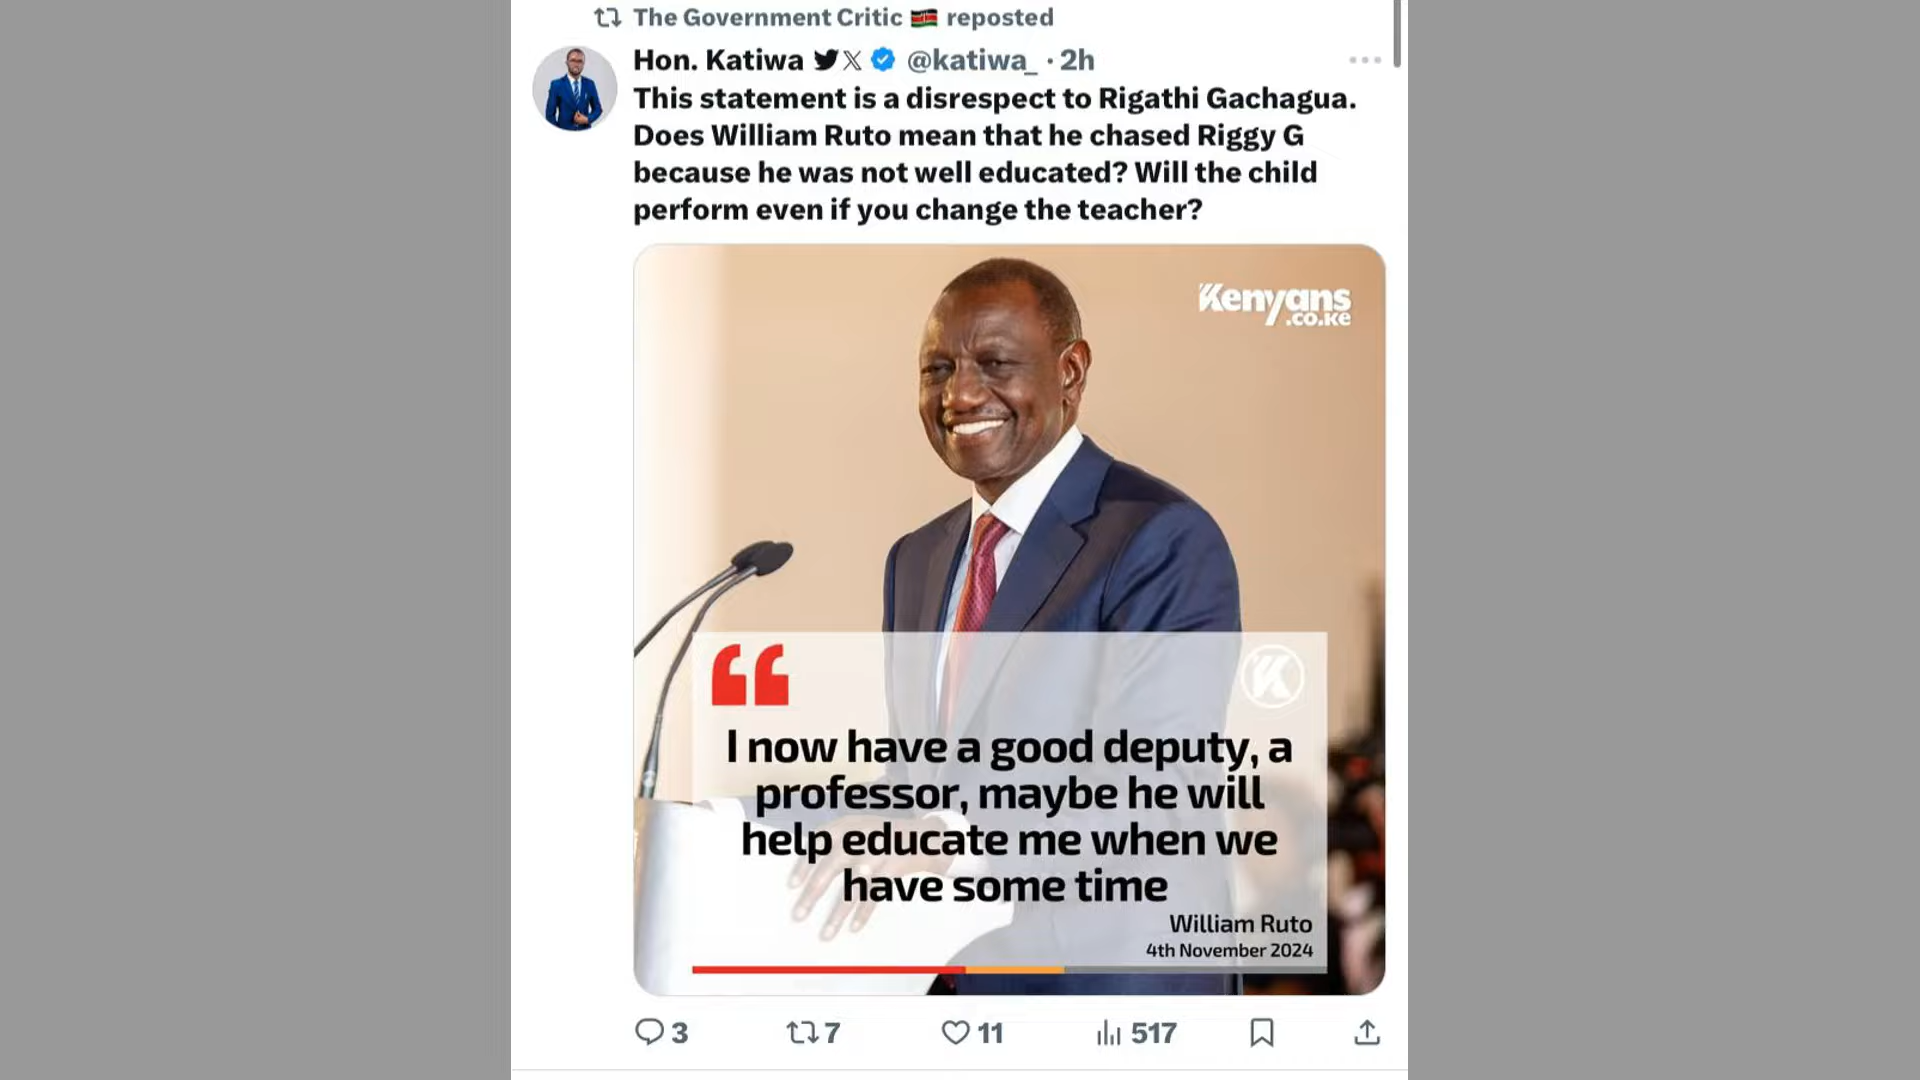 The Government Critic 🇰🇪 reposted
Hon. Katiwa @katiwa_ · 2h
This statement is a disrespect to Rigathi Gachagua.
Does William Ruto mean that he chased Riggy G
because he was not well educated? Will the child
perform even if you change the teacher?
Kenyans
.co.ke
K
I now have a good deputy, a
professor, maybe he will
help educate me when we
have some time
William Ruto
4th November 2024
3 7 11 517